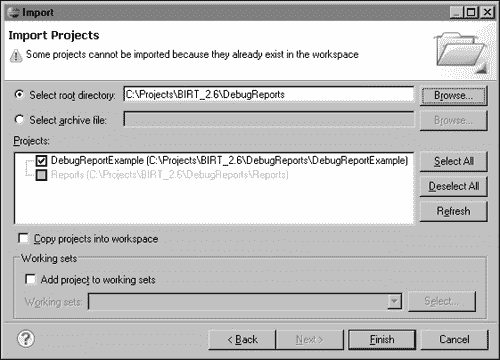 Import
Import Projects
Some projects cannot be imported because they already exist in the workspace
Select root directory: C:\Projects\BIRT_2.6\DebugReports Browse...
Select archive file: Browse...
Projects:
DebugReportExample (C:\Projects\BIRT_2.6\DebugReports\DebugReportExample)
Reports (C:\Projects\BIRT_2.6\DebugReports\Reports)
Select All
Deselect All
Refresh
Copy projects into workspace
Working sets
Add project to working sets
Working sets: Select...
? < Back Next > Finish Cancel